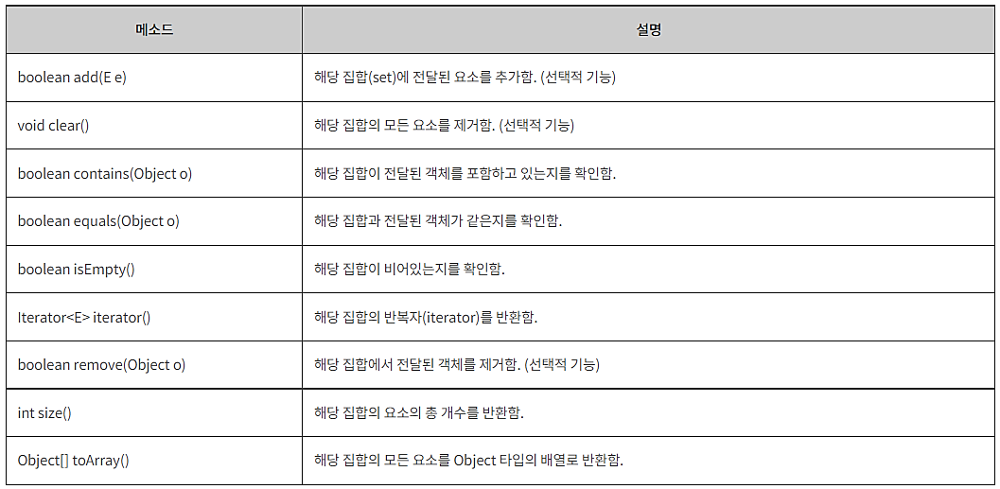 메소드 설명
boolean add(E e) 해당 집합(set)에 전달된 요소를 추가함. (선택적 기능)
void clear() 해당 집합의 모든 요소를 제거함. (선택적 기능)
boolean contains(Object o) 해당 집합이 전달된 객체를 포함하고 있는지를 확인함.
boolean equals(Object o) 해당 집합과 전달된 객체가 같은지를 확인함.
boolean isEmpty() 해당 집합이 비어있는지를 확인함.
Iterator<E> iterator() 해당 집합의 반복자(iterator)를 반환함.
boolean remove(Object o) 해당 집합에서 전달된 객체를 제거함. (선택적 기능)
int size() 해당 집합의 요소의 총 개수를 반환함.
Object[] toArray() 해당 집합의 모든 요소를 Object 타입의 배열로 반환함.